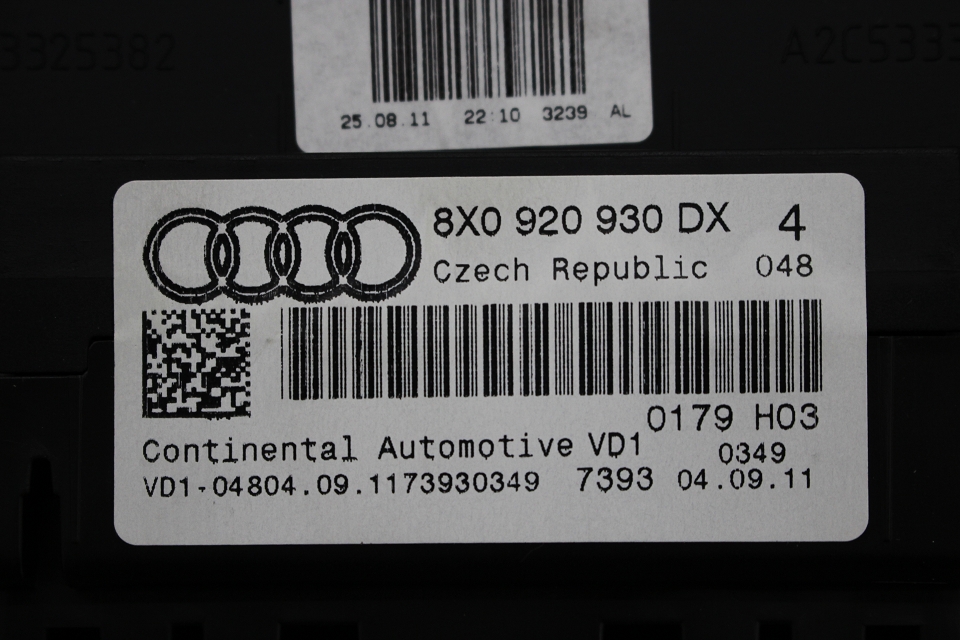 3325382
A2C5333
25.08.11 22:10 3239 AL
8X0 920 930 DX 4
Czech Republic 048
0179 H03
Continental Automotive VD1
0349
VD1-04804.09.1173930349 7393 04.09.11